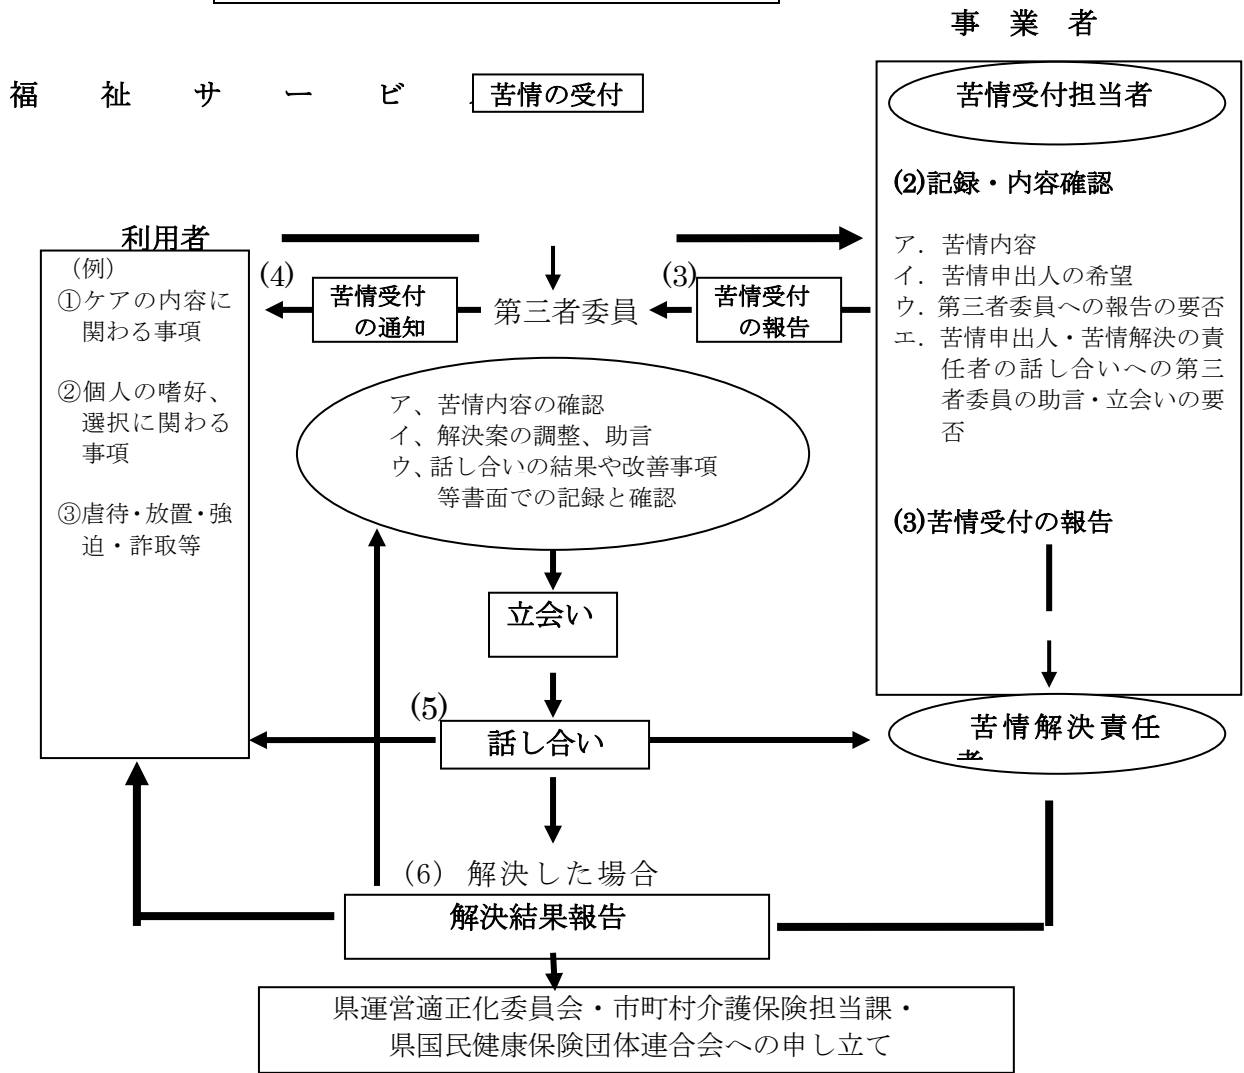 事 業 者
福 祉 サ ー ビ
苦情の受付
苦情受付担当者
(2)記録・内容確認
ア．苦情内容
イ．苦情申出人の希望
ウ．第三者委員への報告の要否
エ．苦情申出人・苦情解決の責
任者の話し合いへの第三
者委員の助言・立会いの要
否
(3)苦情受付の報告
利用者
（例）
①ケアの内容に
関わる事項
②個人の嗜好、
選択に関わる
事項
③虐待・放置・強
迫・詐取等
(4)
苦情受付
の通知
第三者委員
(3)
苦情受付
の報告
ア、苦情内容の確認
イ、解決案の調整、助言
ウ、話し合いの結果や改善事項
等書面での記録と確認
立会い
(5)
話し合い
苦情解決責任
者
（6） 解決した場合
解決結果報告
県運営適正化委員会・市町村介護保険担当課・
県国民健康保険団体連合会への申し立て